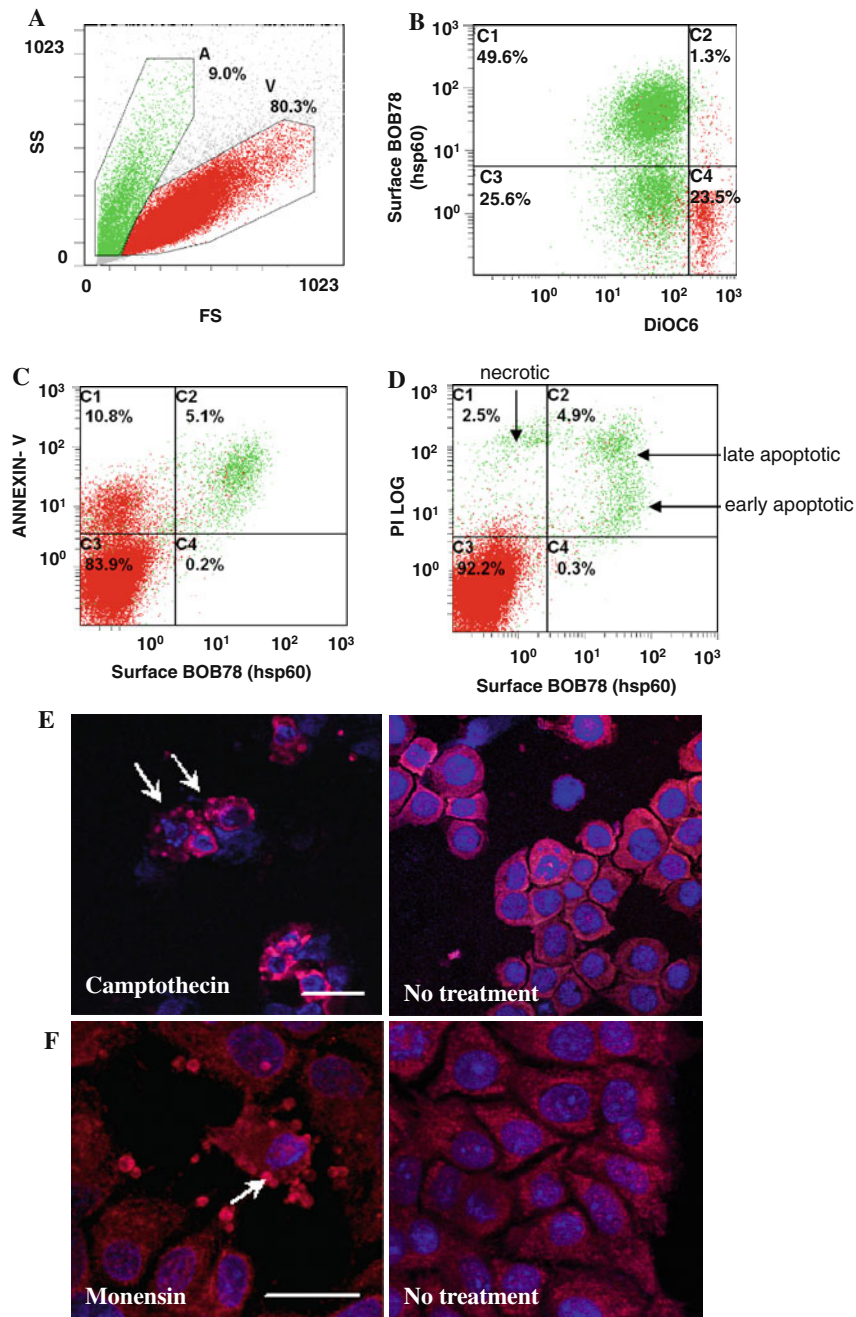 A
1023
SS
0
A
9.0%
V
80.3%
0
1023
FS
B
10³
10²
10¹
10⁰
Surface BOB78
(hsp60)
C1
49.6%
C2
1.3%
C3
25.6%
C4
23.5%
10⁰
10¹
10²
10³
DiOC6
C
10³
10²
10¹
10⁰
ANNEXIN- V
C1
10.8%
C2
5.1%
C3
83.9%
C4
0.2%
10⁰
10¹
10²
10³
Surface BOB78 (hsp60)
D
necrotic
10³
10²
10¹
10⁰
PI LOG
C1
2.5%
C2
4.9%
late apoptotic
early apoptotic
C3
92.2%
C4
0.3%
10⁰
10¹
10²
10³
Surface BOB78 (hsp60)
E
Camptothecin
No treatment
F
Monensin
No treatment